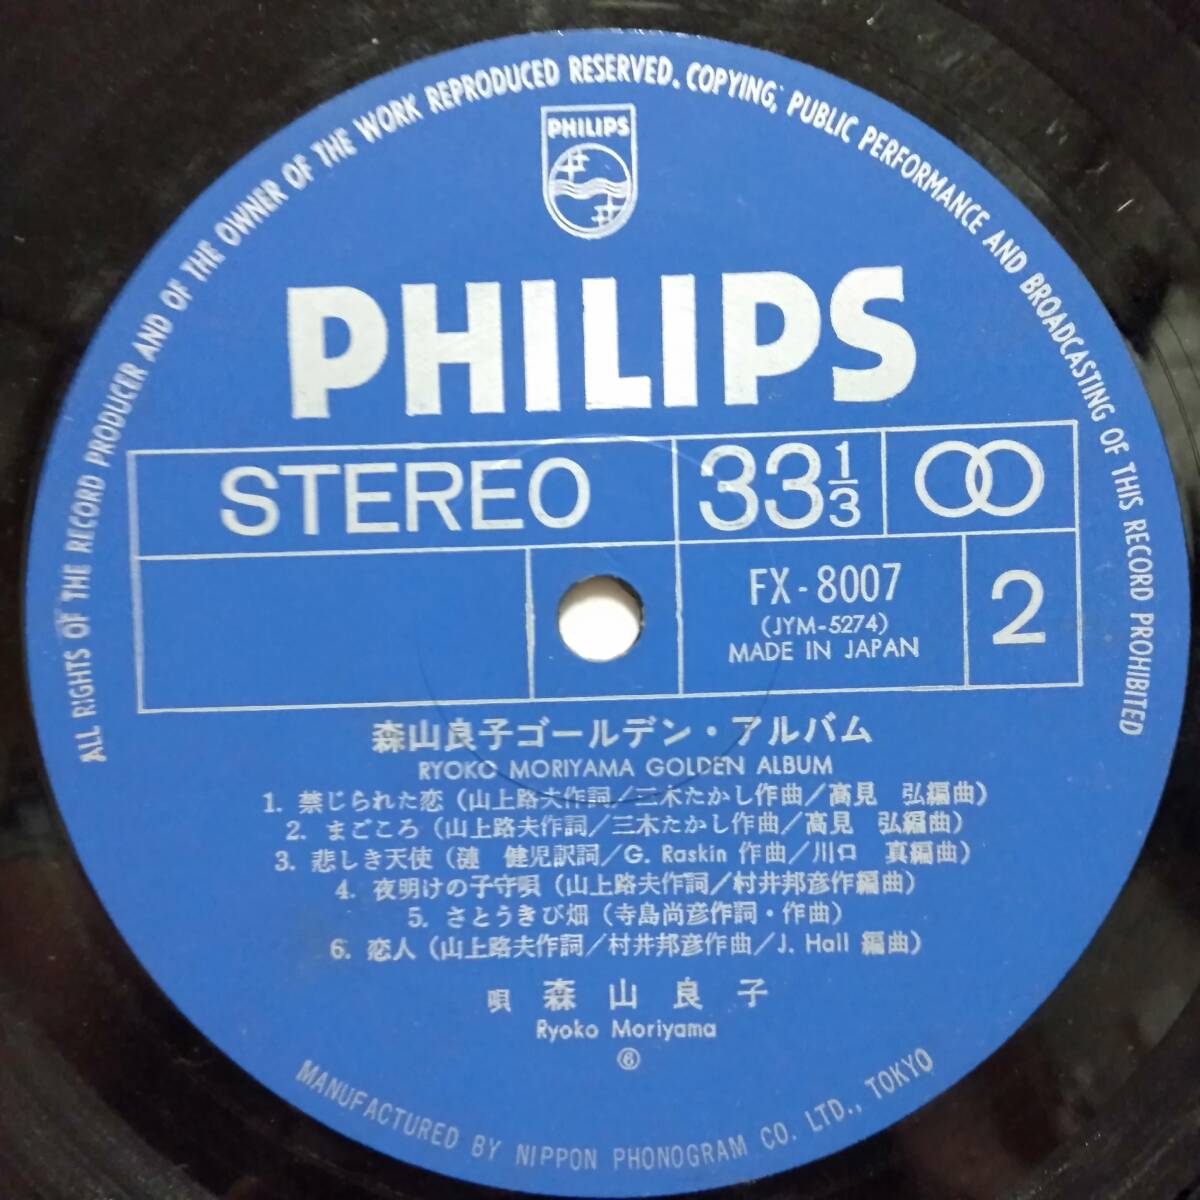 ALL RIGHTS OF THE RECORD PRODUCER AND OF THE OWNER OF THE WORK REPRODUCED RESERVED. COPYING, PUBLIC PERFORMANCE AND BROADCASTING OF THIS RECORD PROHIBITED
PHILIPS
PHILIPS
STEREO 33 1/3
FX-8007
(JYM-5274)
MADE IN JAPAN
2
森山良子ゴールデン・アルバム
RYOKO MORIYAMA GOLDEN ALBUM
1. 禁じられた恋（山上路夫作詞／三木たかし作曲／高見 弘編曲）
2. まごころ（山上路夫作詞／三木たかし作曲／高見 弘編曲）
3. 悲しき天使（漣 健児訳詞／G. Raskin 作曲／川口 真編曲）
4. 夜明けの子守唄（山上路夫作詞／村井邦彦作編曲）
5. さとうきび畑（寺島尚彦作詞・作曲）
6. 恋人（山上路夫作詞／村井邦彦作曲／J. Hall 編曲）
唄 森山良子
Ryoko Moriyama
⑥
MANUFACTURED BY NIPPON PHONOGRAM CO. LTD., TOKYO